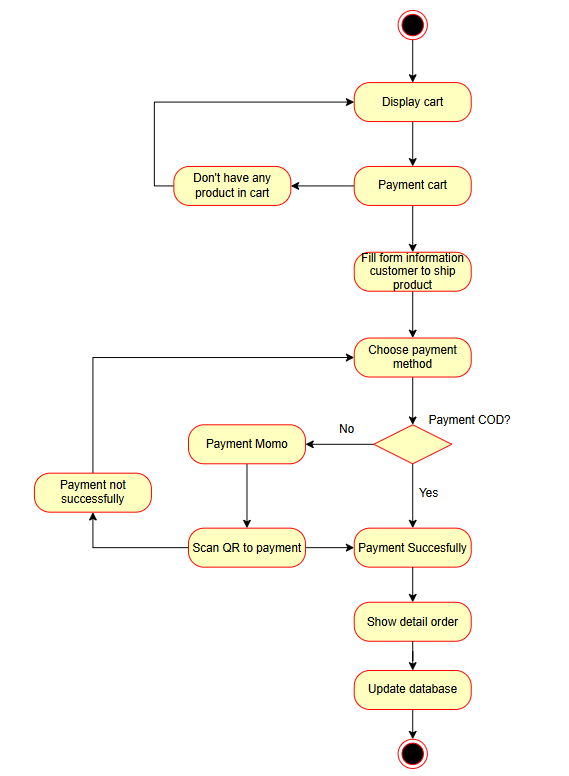 Display cart
Don't have any
product in cart
Payment cart
Fill form information
customer to ship
product
Choose payment
method
Payment COD?
No
Payment Momo
Yes
Payment not
successfully
Scan QR to payment
Payment Succesfully
Show detail order
Update database